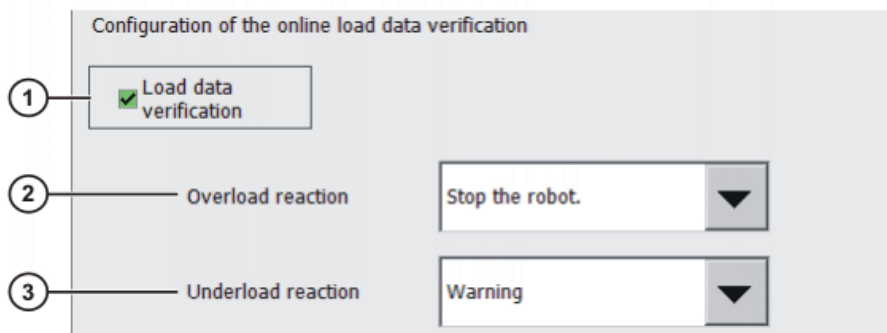 Configuration of the online load data verification
1
Load data
verification
2
Overload reaction
Stop the robot.
3
Underload reaction
Warning